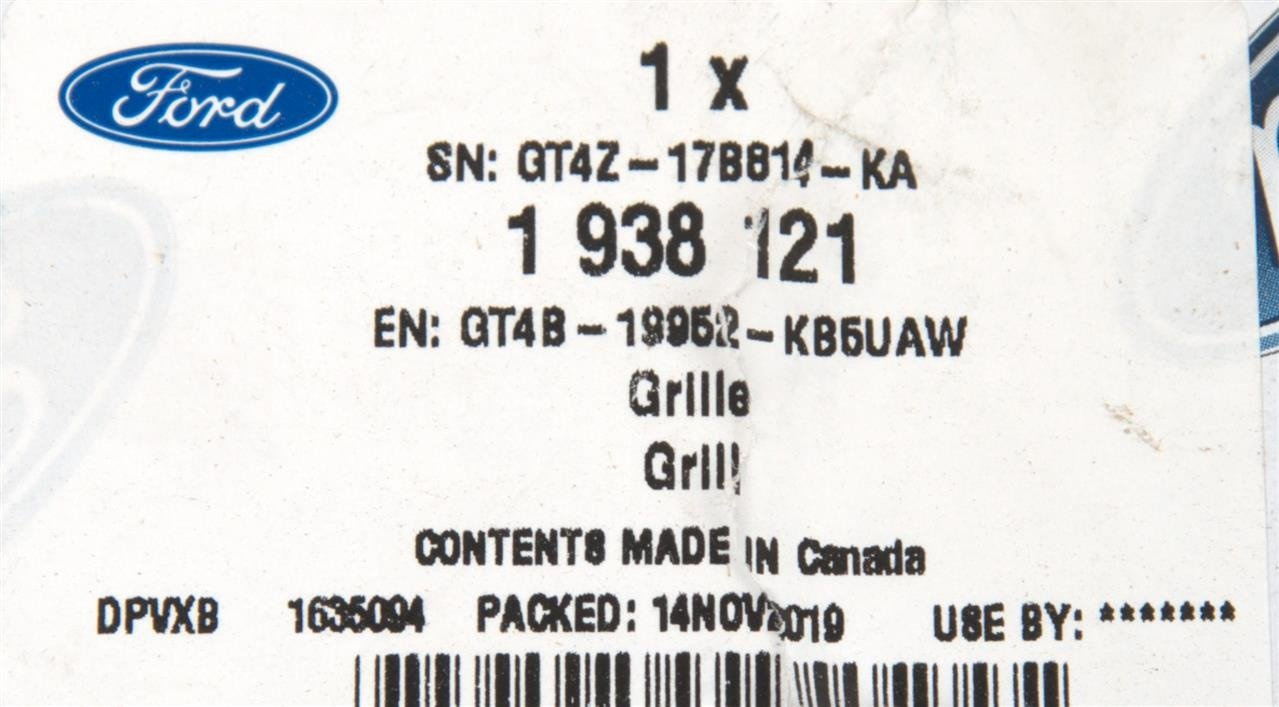 Ford
1 x
SN: GT4Z-17B814-KA
1 938 121
EN: GT4B-19952-KB5UAW
Grille
Grill
CONTENTS MADE IN Canada
DPVXB 1635094 PACKED: 14NOV2019 USE BY: *******